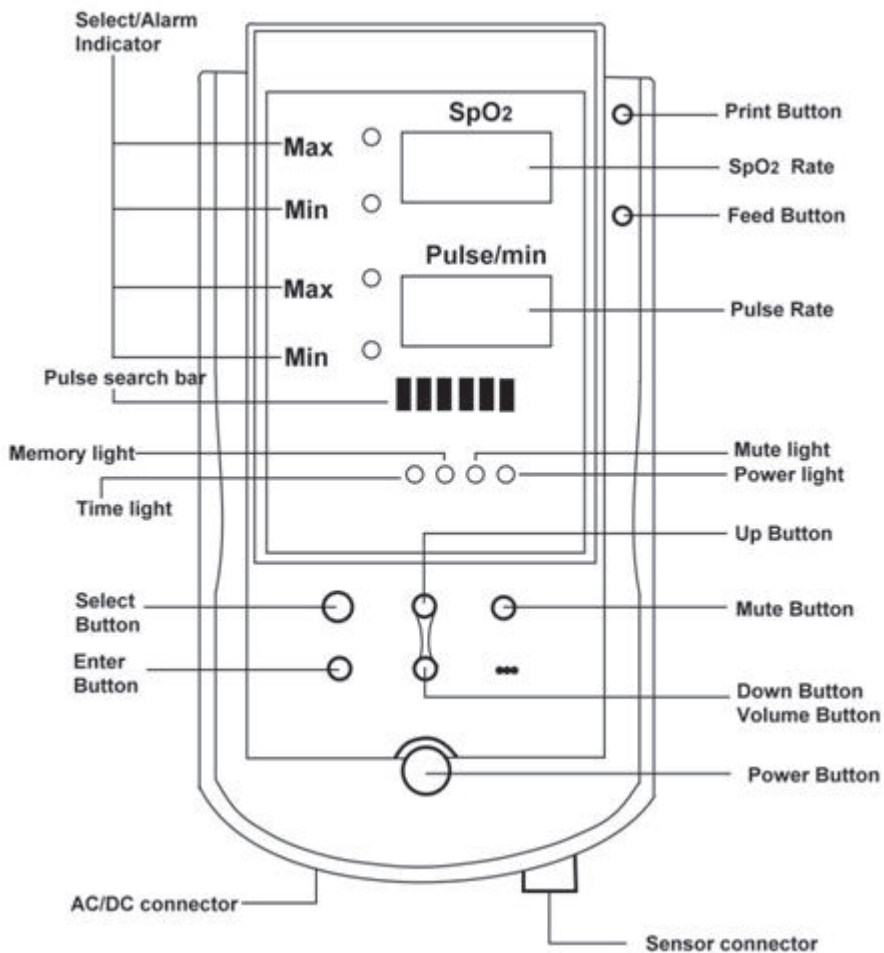 Select/Alarm
Indicator
SpO2
Print Button
Max
SpO2 Rate
Min
Feed Button
Pulse/min
Max
Pulse Rate
Min
Pulse search bar
Memory light
Mute light
Power light
Time light
Up Button
Select
Button
Mute Button
Enter
Button
Down Button
Volume Button
Power Button
AC/DC connector
Sensor connector